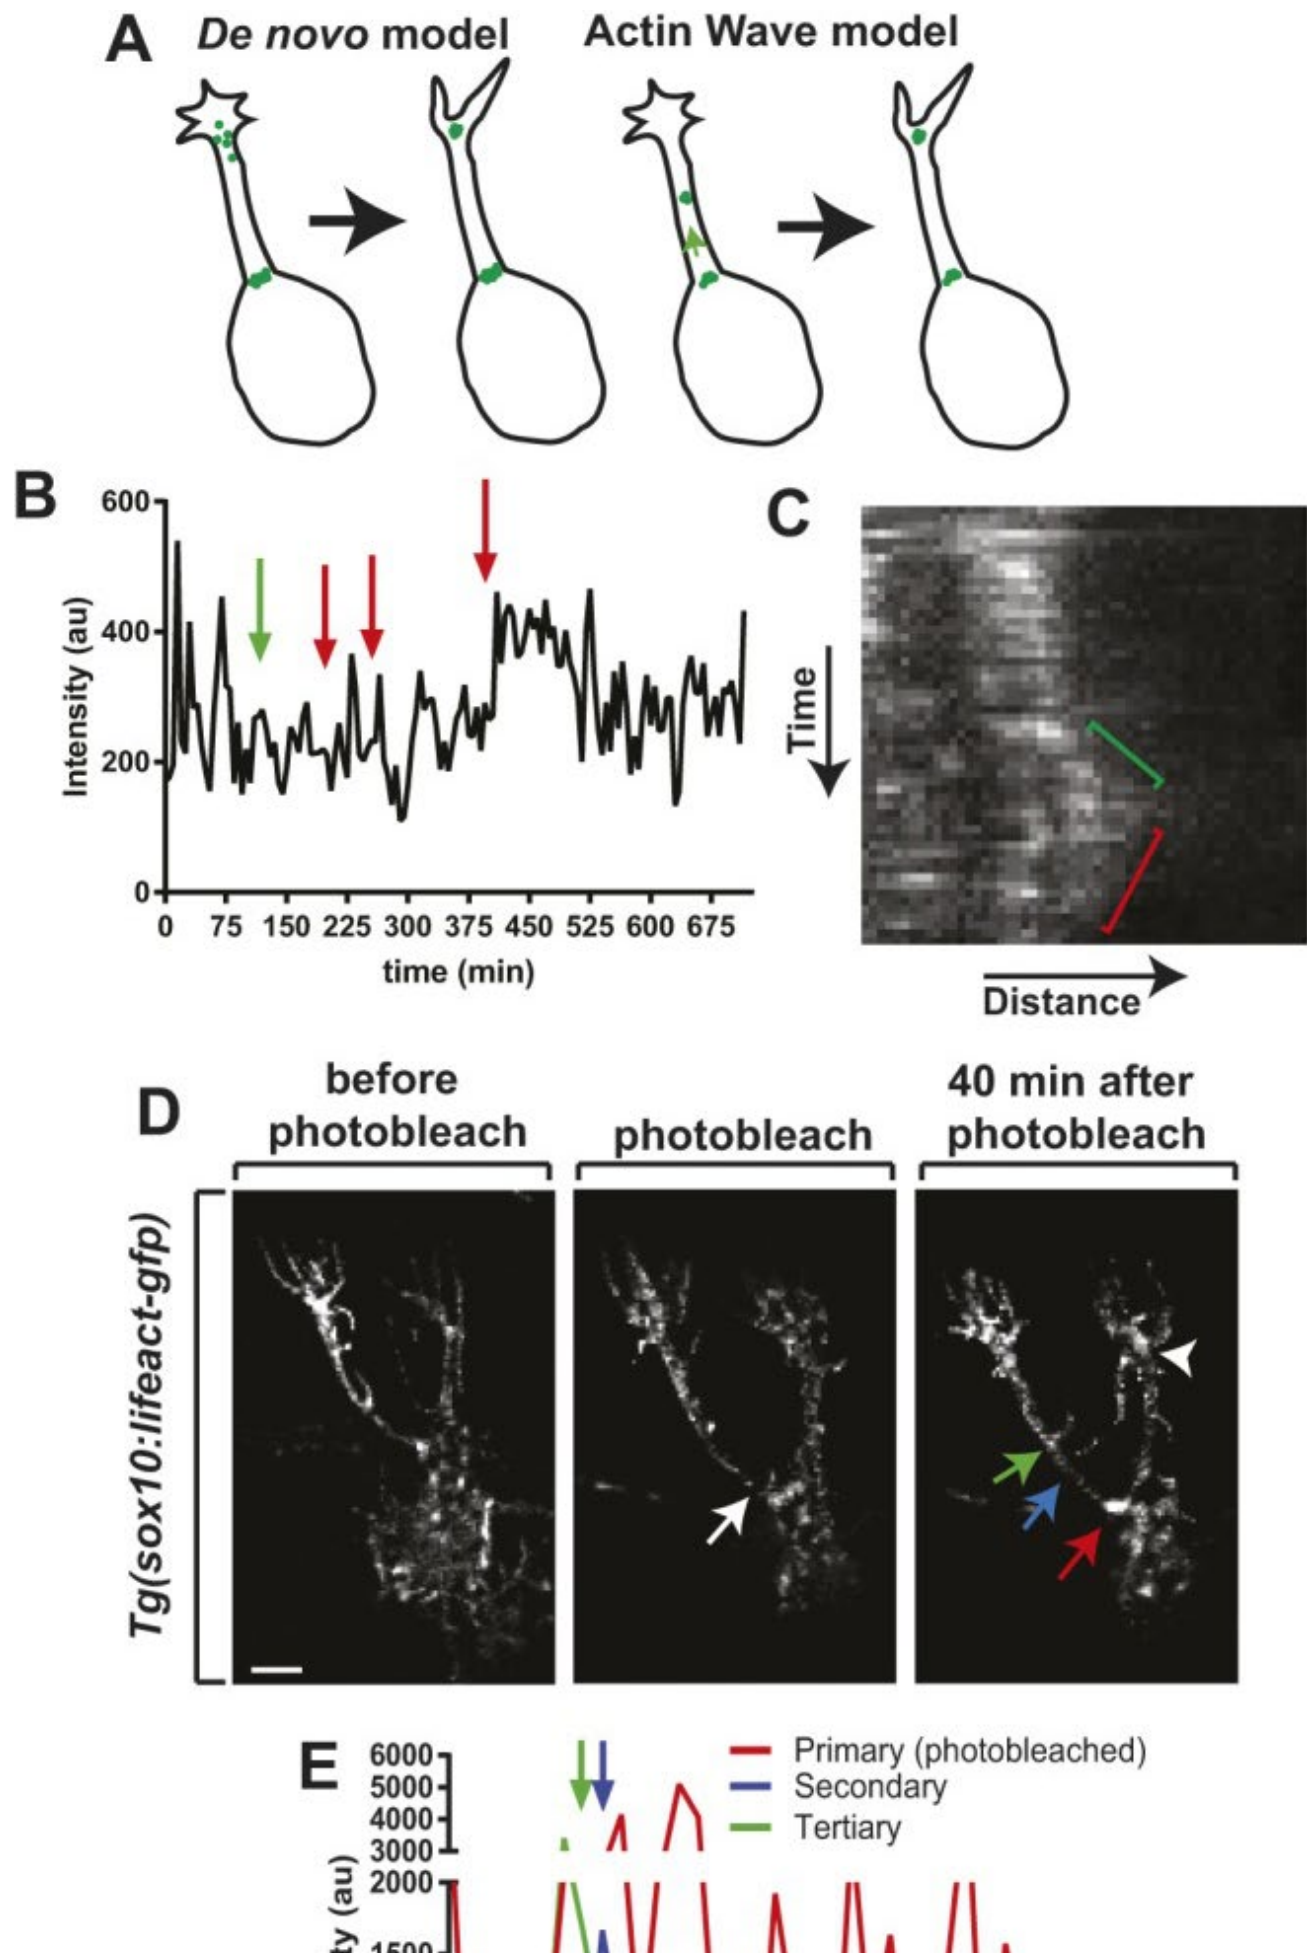 A
De novo model
Actin Wave model
B
600
400
200
0
Intensity (au)
0 75 150 225 300 375 450 525 600 675
time (min)
C
Time
Distance
D
before
photobleach
photobleach
40 min after
photobleach
Tg(sox10:lifeact-gfp)
E
6000
5000
4000
3000
2000
1500
(au)
Primary (photobleached)
Secondary
Tertiary